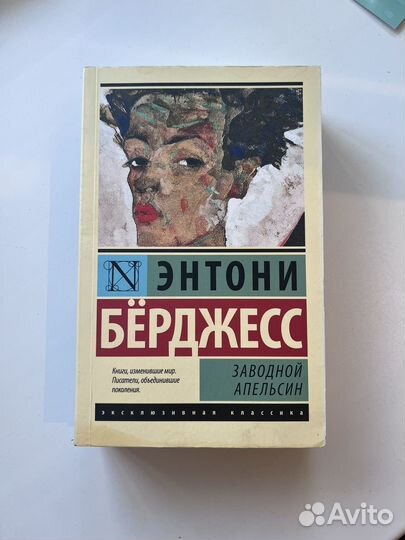 ЭНТОНИ
БЁРДЖЕСС
Книги, изменившие мир.
Писатели, объединившие
поколения.
ЗАВОДНОЙ
АПЕЛЬСИН
эксклюзивная классика
Avito